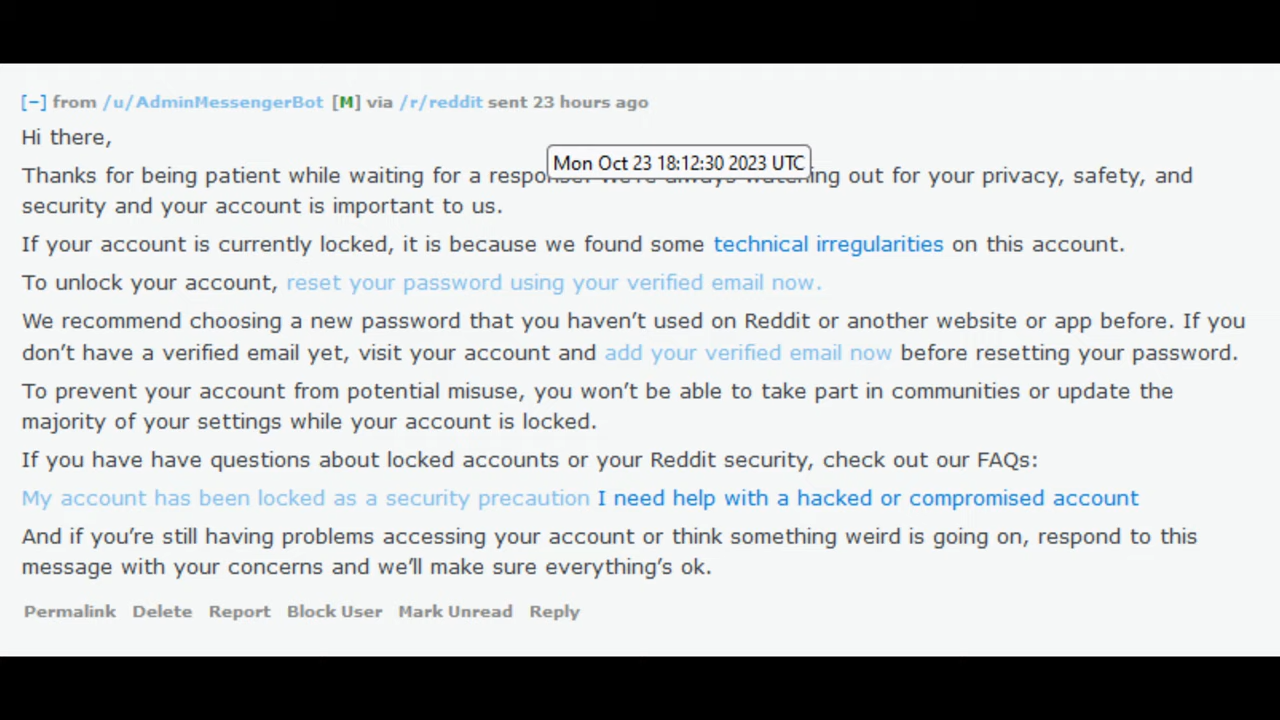 [−] from /u/AdminMessengerBot [M] via /r/reddit sent 23 hours ago
Hi there,
Mon Oct 23 18:12:30 2023 UTC
Thanks for being patient while waiting for a out for your privacy, safety, and
security and your account is important to us.
If your account is currently locked, it is because we found some technical irregularities on this account.
To unlock your account, reset your password using your verified email now.
We recommend choosing a new password that you haven’t used on Reddit or another website or app before. If you
don’t have a verified email yet, visit your account and add your verified email now before resetting your password.
To prevent your account from potential misuse, you won’t be able to take part in communities or update the
majority of your settings while your account is locked.
If you have have questions about locked accounts or your Reddit security, check out our FAQs:
My account has been locked as a security precaution I need help with a hacked or compromised account
And if you’re still having problems accessing your account or think something weird is going on, respond to this
message with your concerns and we’ll make sure everything’s ok.
Permalink Delete Report Block User Mark Unread Reply